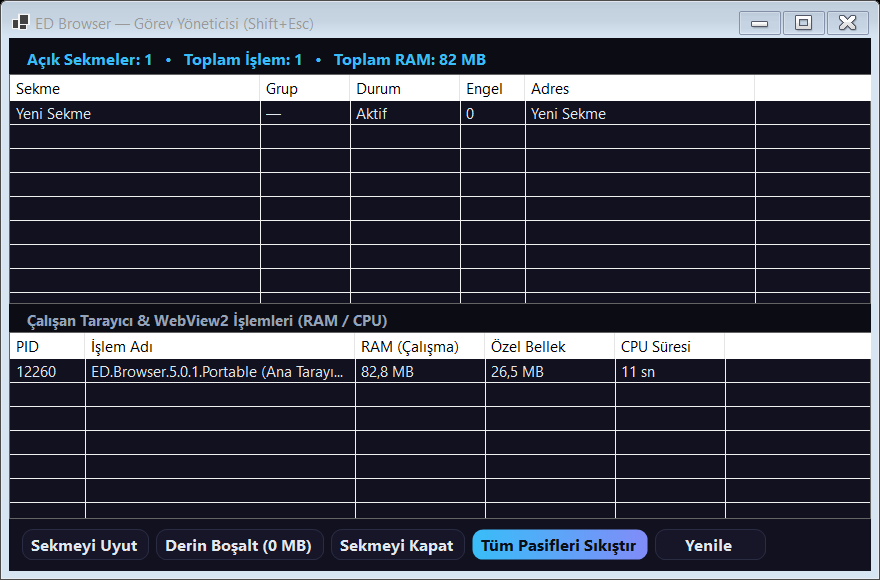 ED Browser — Görev Yöneticisi (Shift+Esc)
Açık Sekmeler: 1 • Toplam İşlem: 1 • Toplam RAM: 82 MB
Sekme Grup Durum Engel Adres
Yeni Sekme — Aktif 0 Yeni Sekme
Çalışan Tarayıcı & WebView2 İşlemleri (RAM / CPU)
PID İşlem Adı RAM (Çalışma) Özel Bellek CPU Süresi
12260 ED.Browser.5.0.1.Portable (Ana Tarayı... 82,8 MB 26,5 MB 11 sn
Sekmeyi Uyut Derin Boşalt (0 MB) Sekmeyi Kapat Tüm Pasifleri Sıkıştır Yenile